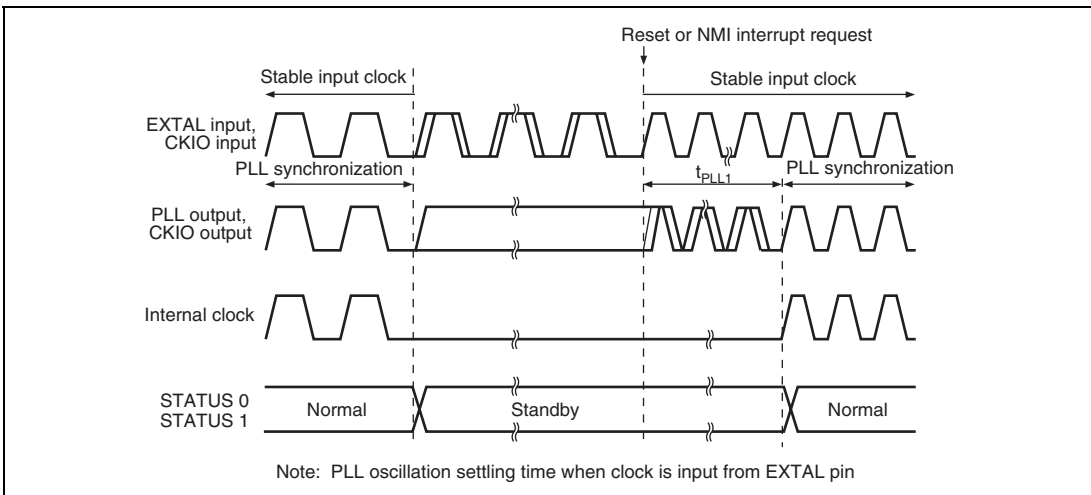 Reset or NMI interrupt request
Stable input clock
Stable input clock
EXTAL input,
CKIO input
PLL synchronization
tPLL1
PLL synchronization
PLL output,
CKIO output
Internal clock
STATUS 0
STATUS 1
Normal
Standby
Normal
Note: PLL oscillation settling time when clock is input from EXTAL pin